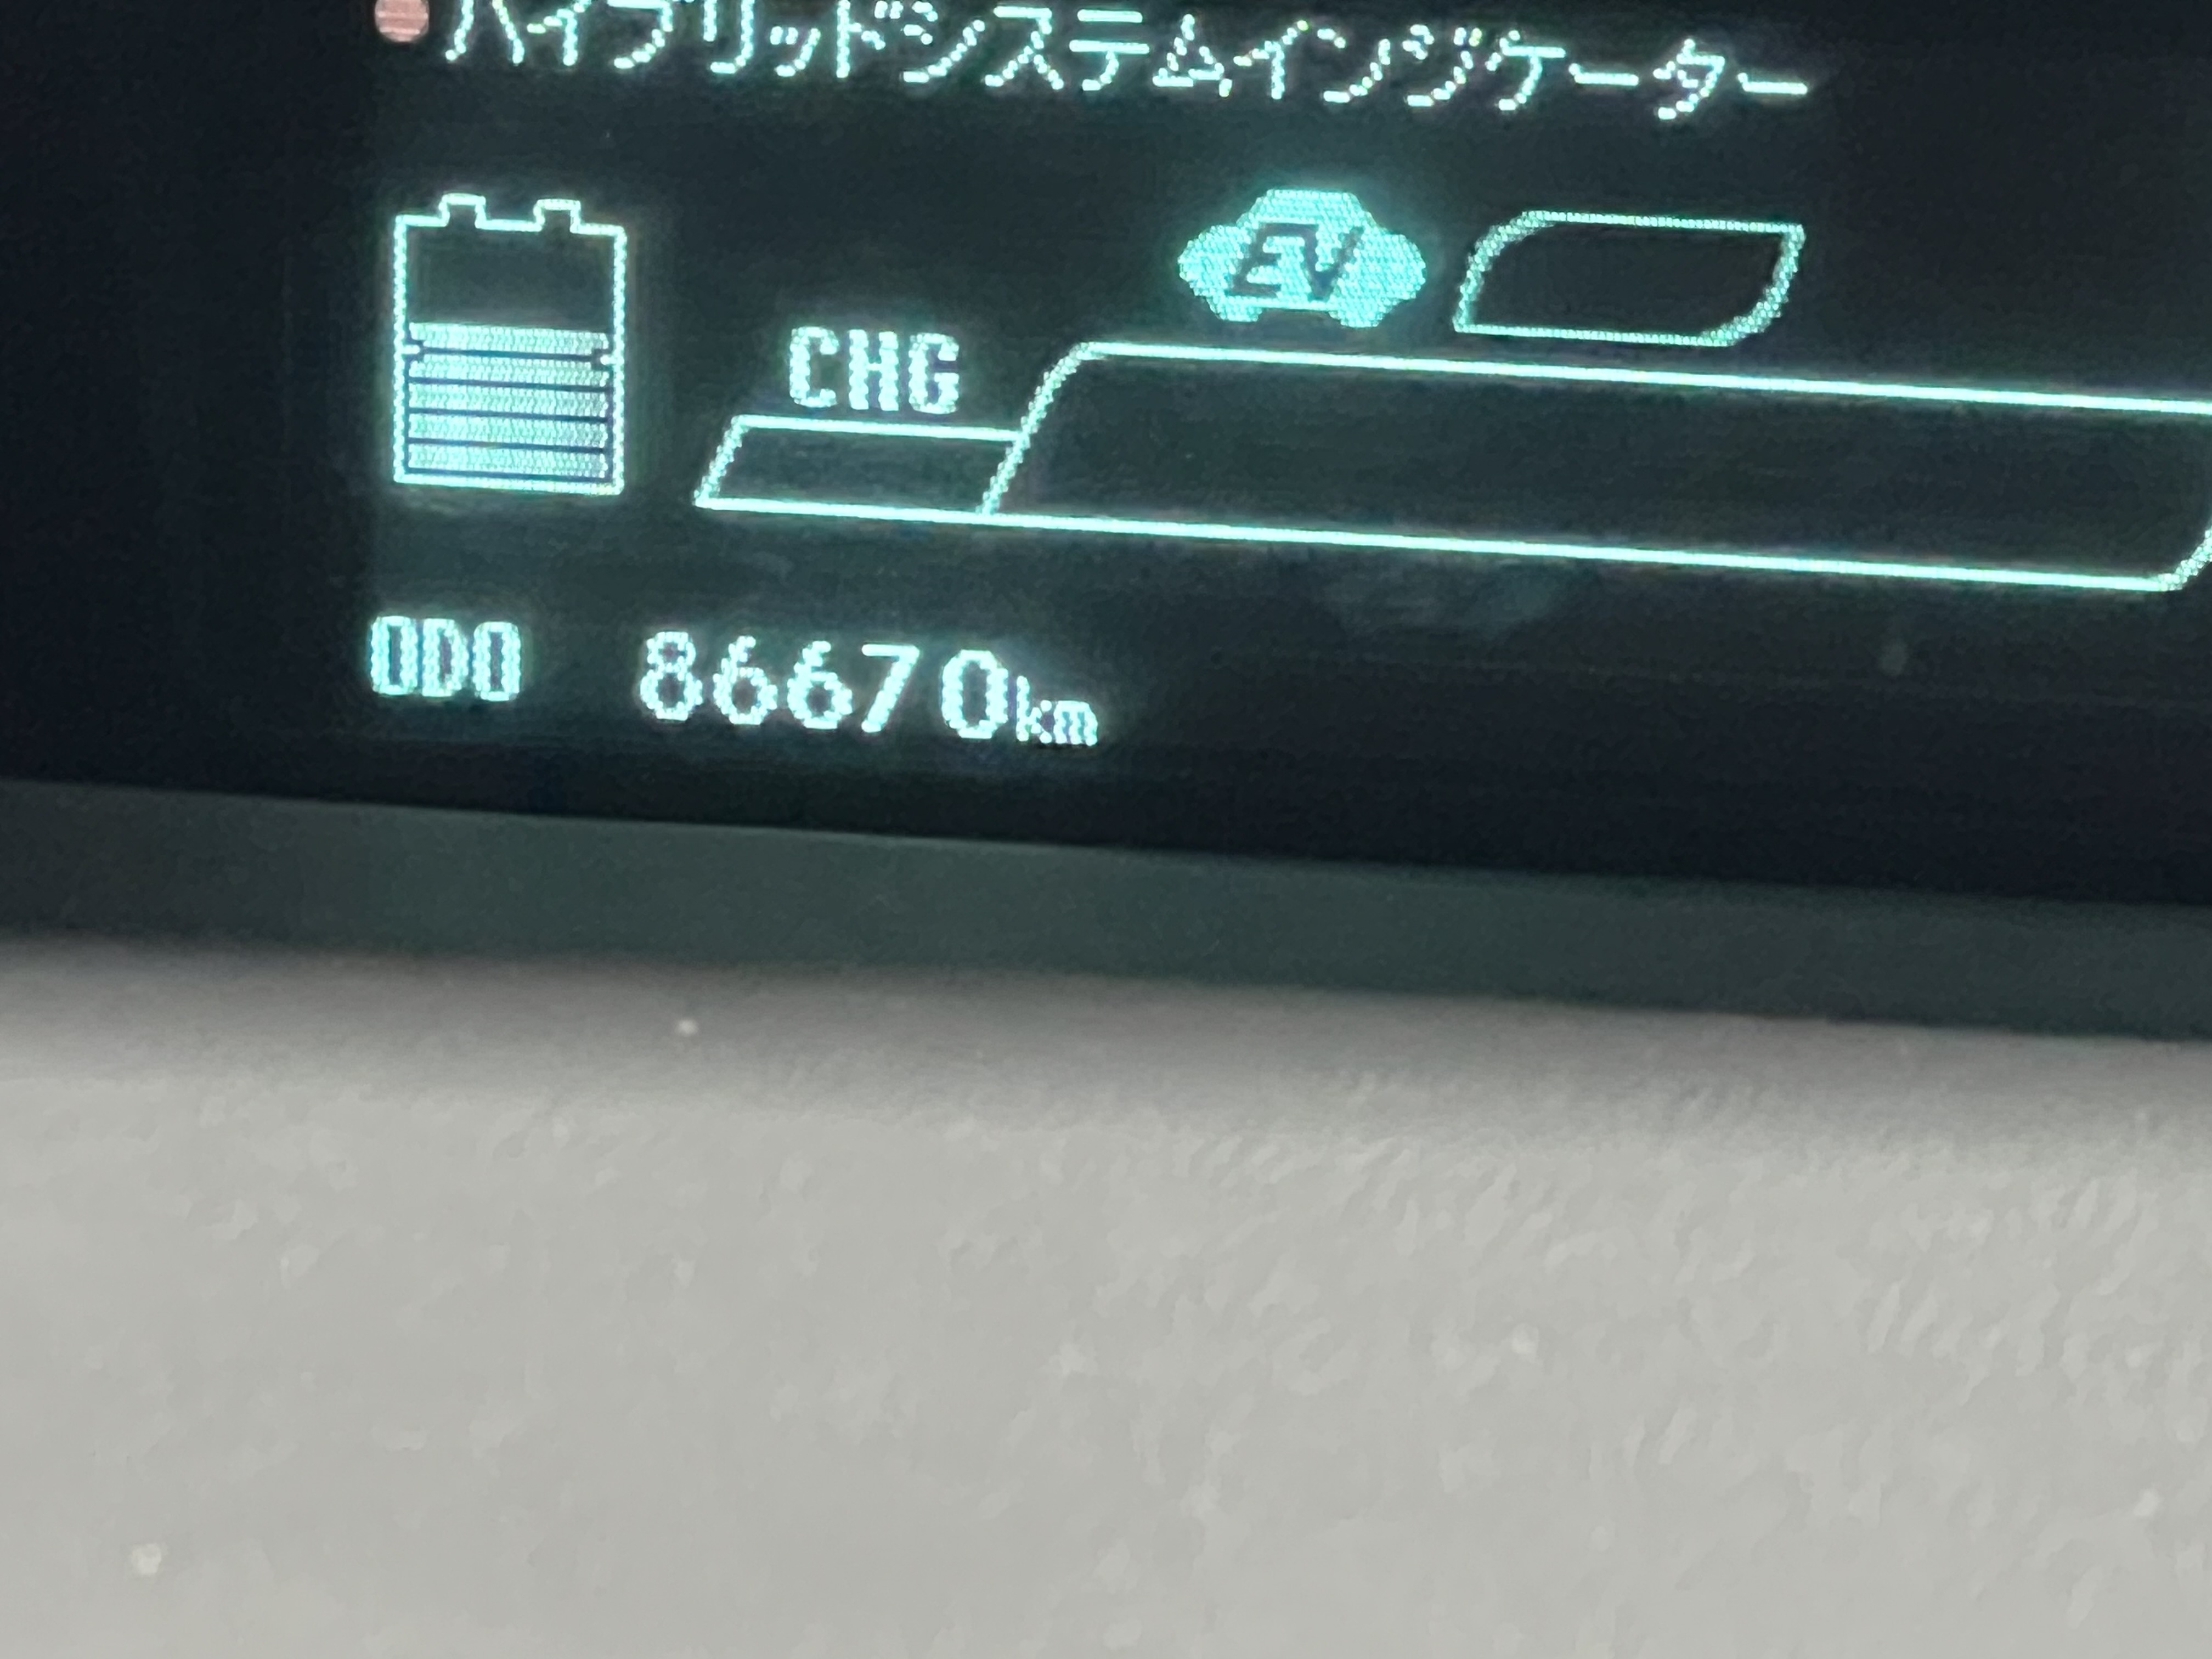 ハイブリッドシステムインジケーター
EV
CHG
ODO 86670km